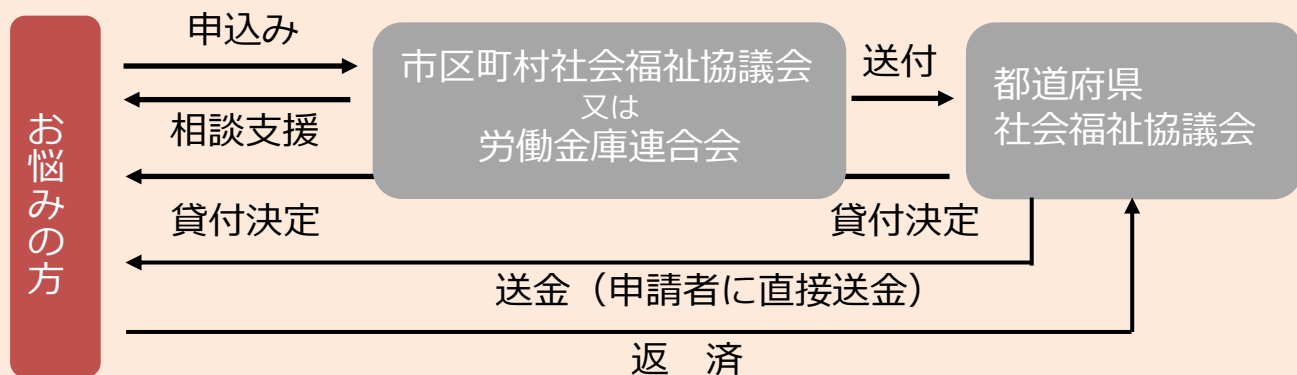 お悩みの方
申込み
相談支援
貸付決定
市区町村社会福祉協議会
又は
労働金庫連合会
送付
貸付決定
都道府県
社会福祉協議会
送金（申請者に直接送金）
返　済